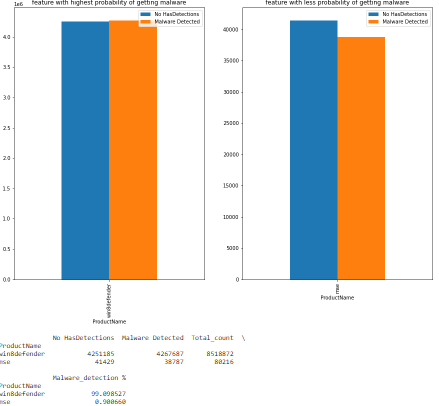 feature with highest probability of getting malware
1e6
No HasDetections
Malware Detected
4.0
3.5
3.0
2.5
2.0
1.5
1.0
0.5
0.0
win8defender
ProductName
feature with less probability of getting malware
No HasDetections
Malware Detected
40000
35000
30000
25000
20000
15000
10000
5000
0
mse
ProductName
No HasDetections Malware Detected Total_count \
ProductName
win8defender 4251185 4267687 8518872
mse 41429 38787 80216
Malware_detection %
ProductName
win8defender 99.098527
mse 0.900660